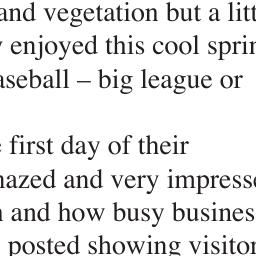 and vegetation but a litt
enjoyed this cool sprin
aseball – big league or
first day of their
nazed and very impresse
and how busy busines
posted showing visitor